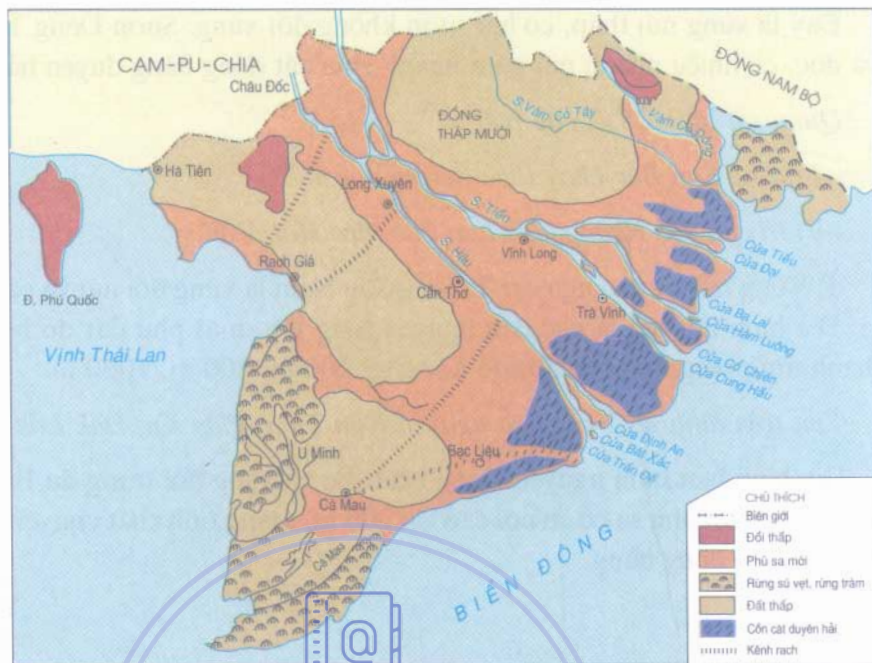 CAM-PU-CHIA
Châu Đốc
ĐÔNG NAM BỘ
ĐỒNG
THÁP MƯỜI
S.Vàm Cỏ Tây
Vàm Cỏ Đông
Hà Tiên
Long Xuyên
S. Tiền
Vĩnh Long
Cửa Tiểu
Cửa Đại
Rạch Giá
S. Hậu
Cần Thơ
Trà Vinh
Đ. Phú Quốc
Cửa Ba Lai
Cửa Hàm Luông
Vịnh Thái Lan
Cửa Cổ Chiên
Cửa Cung Hầu
Cửa Định An
Cửa Bát Xắc
Cửa Trần Đề
U Minh
Bạc Liêu
Cà Mau
Cà Mau
BIỂN ĐÔNG
CHÚ THÍCH
Biên giới
Đồi thấp
Phù sa mới
Rừng sú vẹt, rừng tràm
Đất thấp
Cồn cát duyên hải
Kênh rạch